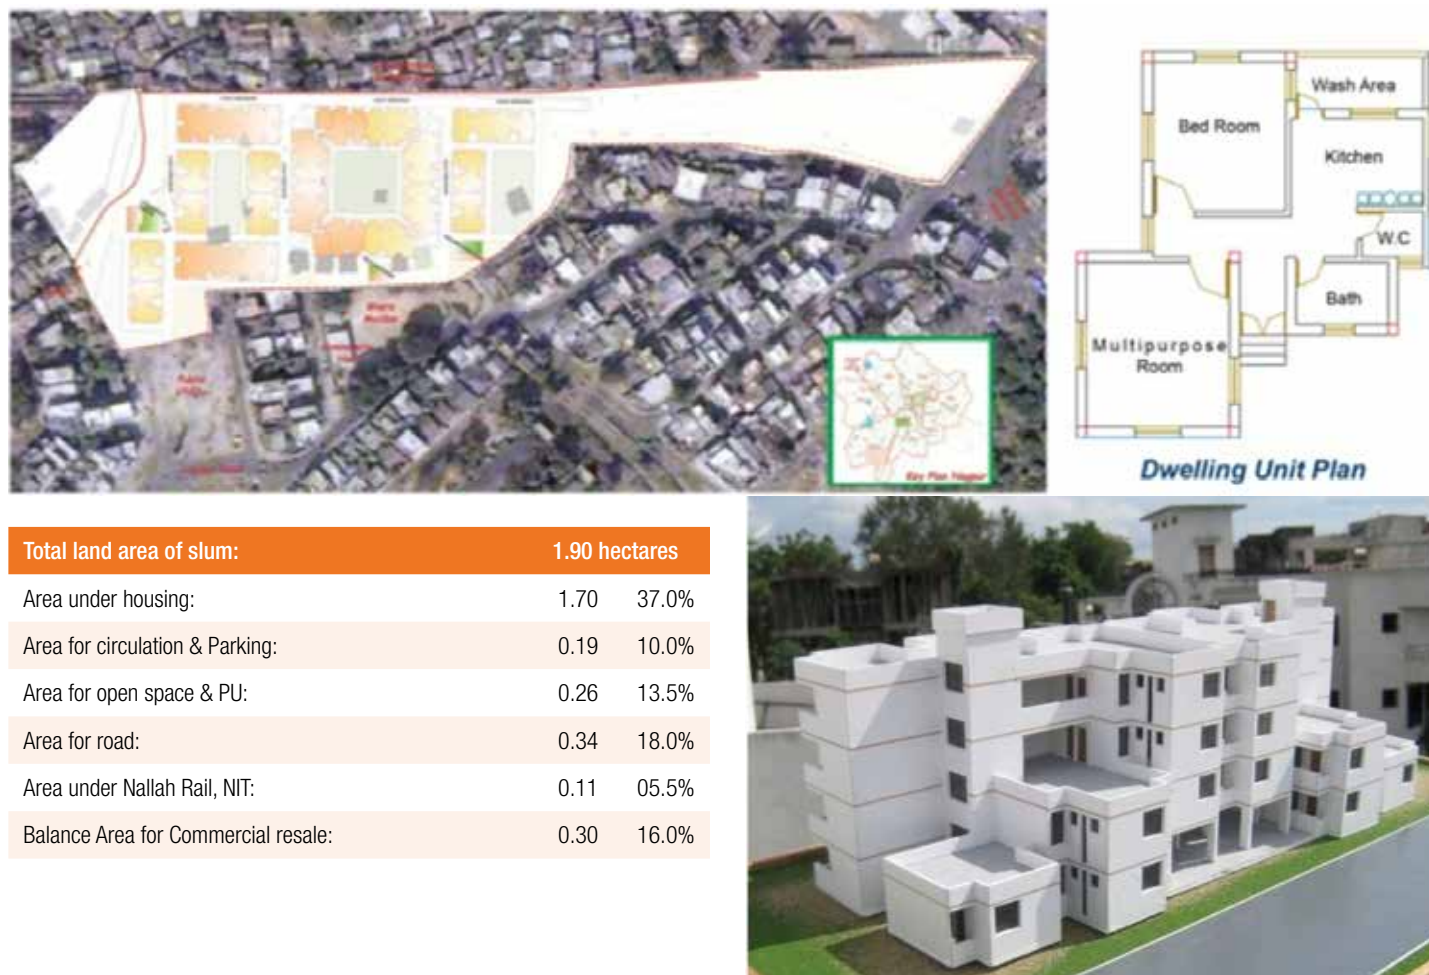 Wash Area
Bed Room
Kitchen
W.C
Bath
Multipurpose
Room
Key Plan Nagpur
Dwelling Unit Plan
Total land area of slum: 1.90 hectares
Area under housing: 1.70 37.0%
Area for circulation & Parking: 0.19 10.0%
Area for open space & PU: 0.26 13.5%
Area for road: 0.34 18.0%
Area under Nallah Rail, NIT: 0.11 05.5%
Balance Area for Commercial resale: 0.30 16.0%